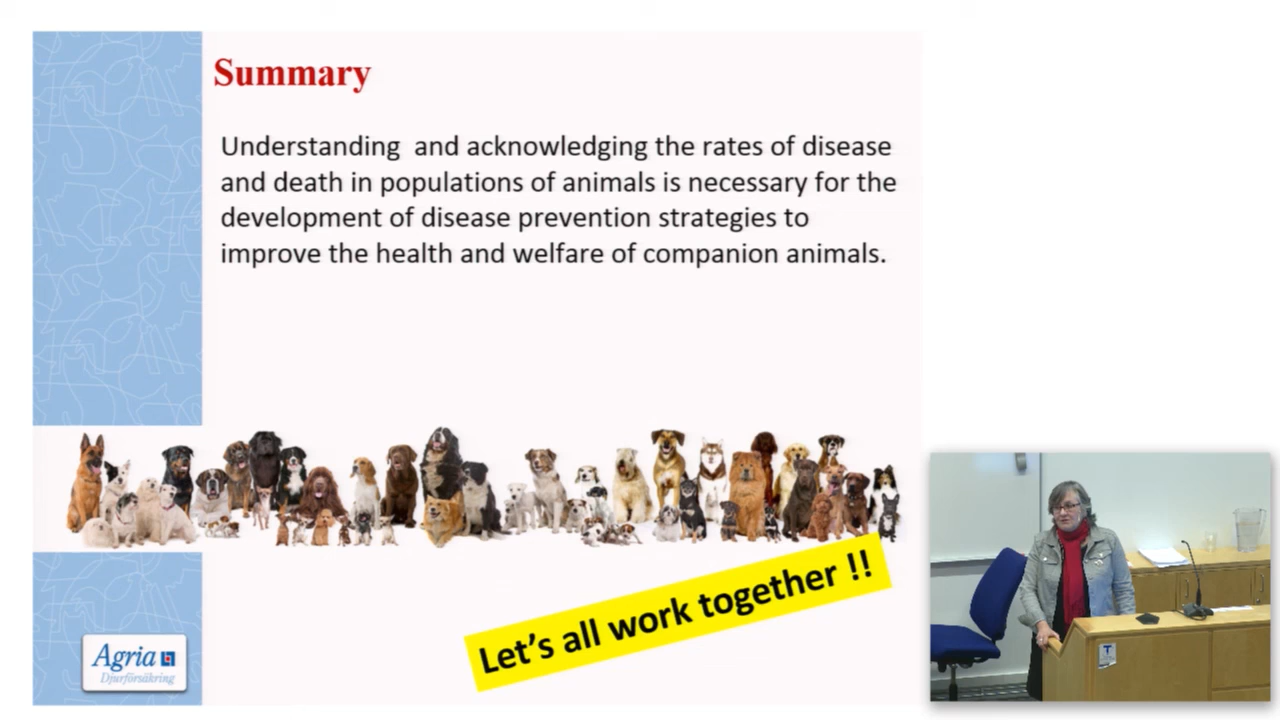 Summary
Understanding and acknowledging the rates of disease
and death in populations of animals is necessary for the
development of disease prevention strategies to
improve the health and welfare of companion animals.
Let's all work together !!
Agria
Djurförsäkring